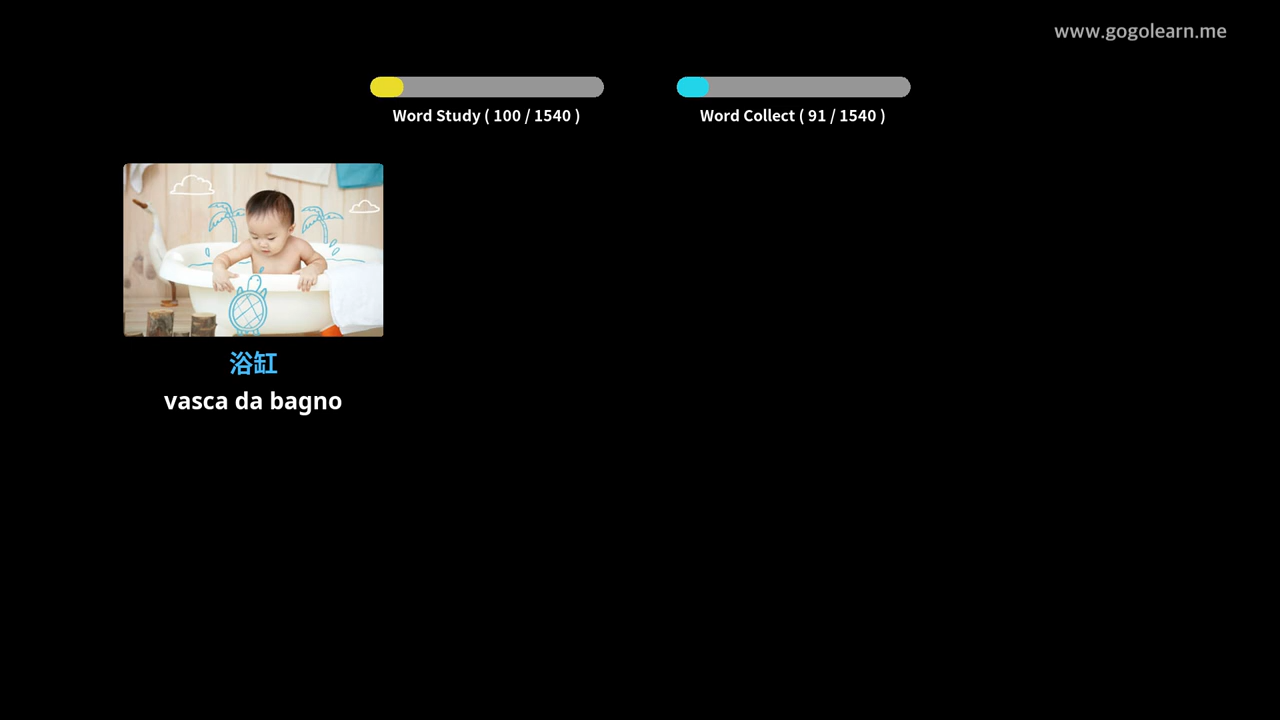 www.gogolearn.me
Word Study ( 100 / 1540 )
Word Collect ( 91 / 1540 )
浴缸
vasca da bagno